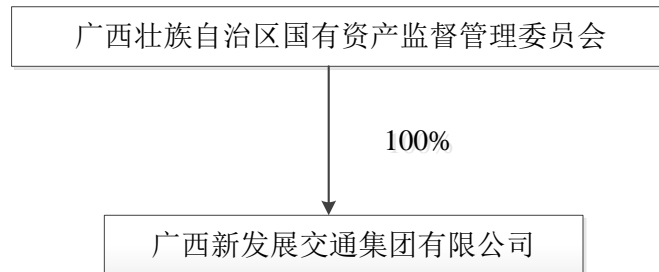 广西壮族自治区国有资产监督管理委员会
100%
广西新发展交通集团有限公司